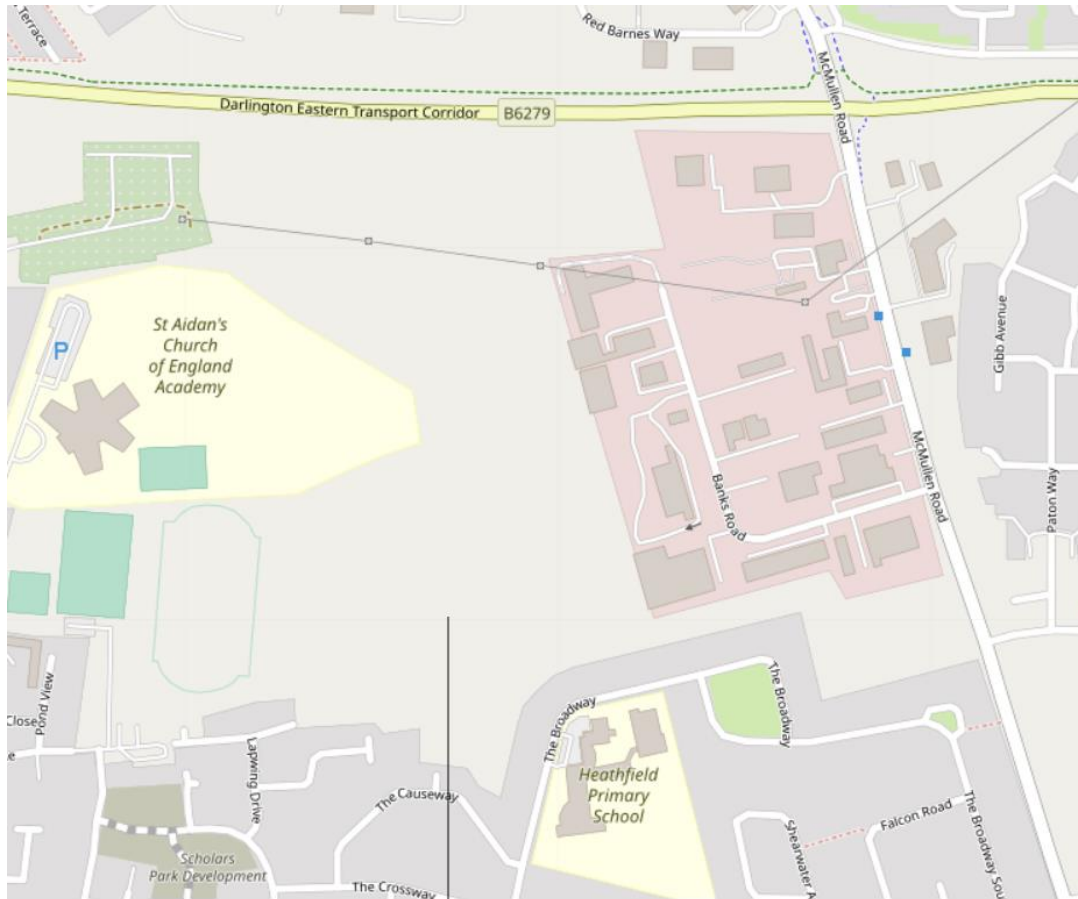 Terrace
Red Barnes Way
McMullen Road
Darlington Eastern Transport Corridor
B6279
St Aidan's
Church
of England
Academy
P
Gibb Avenue
McMullen Road
Banks Road
Paton Way
Pond View
Close
The Broadway
The Broadway
Lapwing Drive
The Causeway
Heathfield
Primary
School
Falcon Road
Shearwater A
The Broadway Sou
Scholars
Park Development
The Crossway